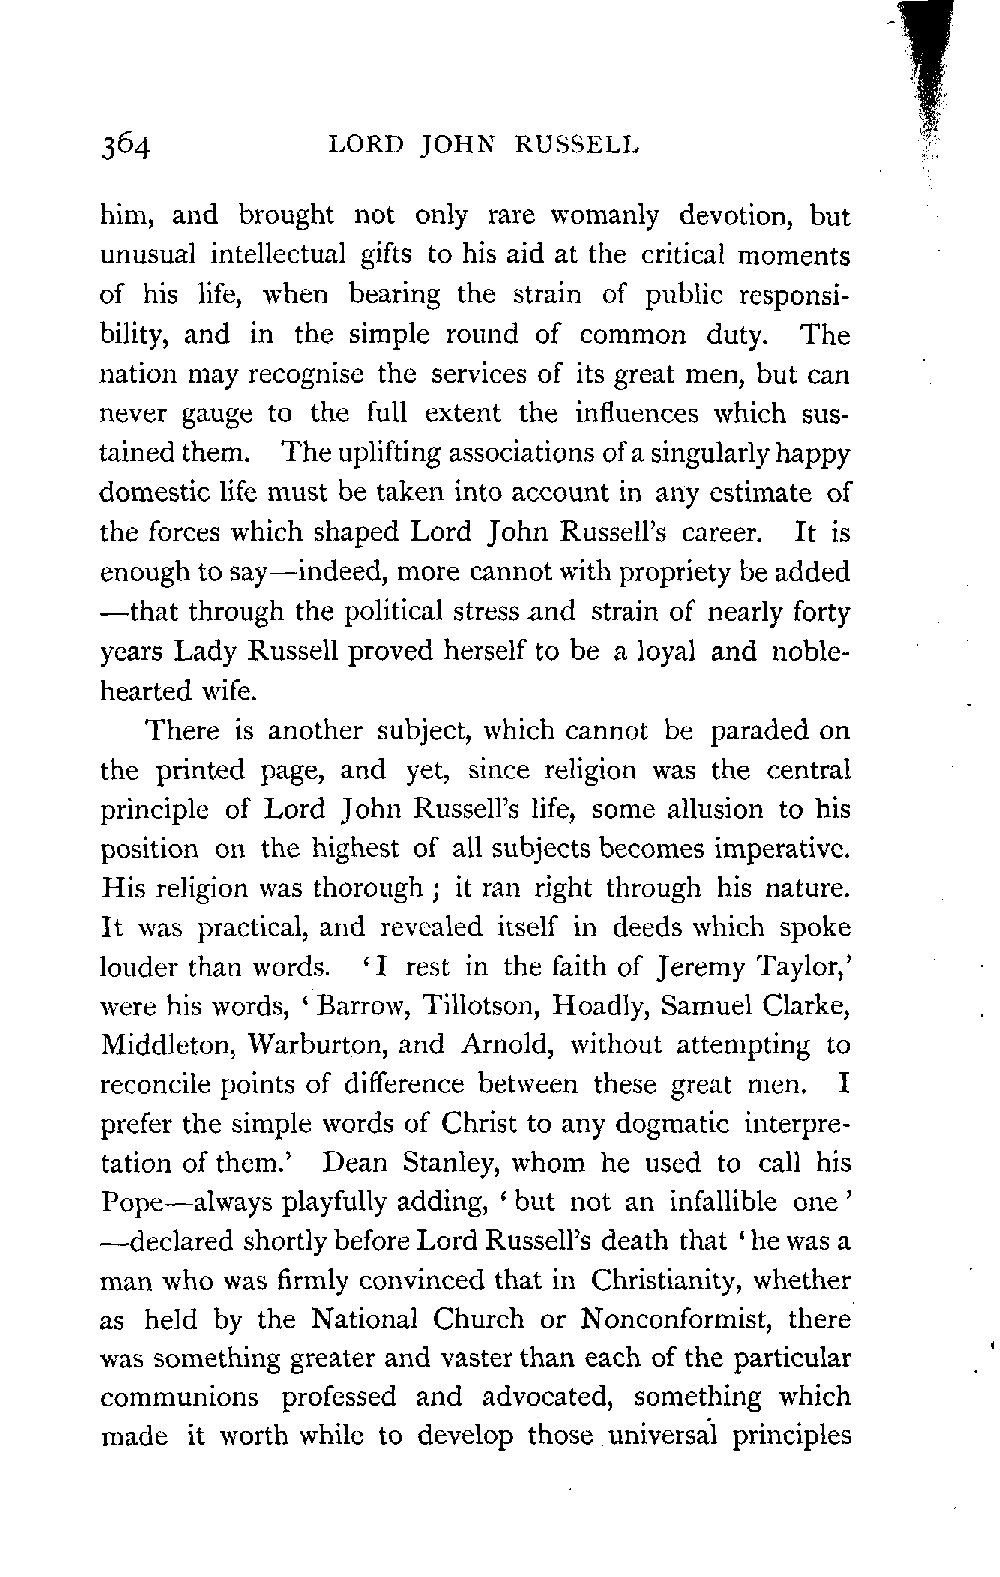 364 LORD JOHN RUSSELL
him, and brought not only rare womanly devotion, but
unusual intellectual gifts to his aid at the critical moments
of his life, when bearing the strain of public responsi-
bility, and in the simple round of common duty. The
nation may recognise the services of its great men, but can
never gauge to the full extent the influences which sus-
tained them. The uplifting associations of a singularly happy
domestic life must be taken into account in any estimate of
the forces which shaped Lord John Russell's career. It is
enough to say—indeed, more cannot with propriety be added
—that through the political stress and strain of nearly forty
years Lady Russell proved herself to be a loyal and noble-
hearted wife.
There is another subject, which cannot be paraded on
the printed page, and yet, since religion was the central
principle of Lord John Russell's life, some allusion to his
position on the highest of all subjects becomes imperative.
His religion was thorough ; it ran right through his nature.
It was practical, and revealed itself in deeds which spoke
louder than words. ‘I rest in the faith of Jeremy Taylor,’
were his words, ‘Barrow, Tillotson, Hoadly, Samuel Clarke,
Middleton, Warburton, and Arnold, without attempting to
reconcile points of difference between these great men. I
prefer the simple words of Christ to any dogmatic interpre-
tation of them.’ Dean Stanley, whom he used to call his
Pope—always playfully adding, ‘but not an infallible one’
—declared shortly before Lord Russell's death that ‘he was a
man who was firmly convinced that in Christianity, whether
as held by the National Church or Nonconformist, there
was something greater and vaster than each of the particular
communions professed and advocated, something which
made it worth while to develop those universal principles